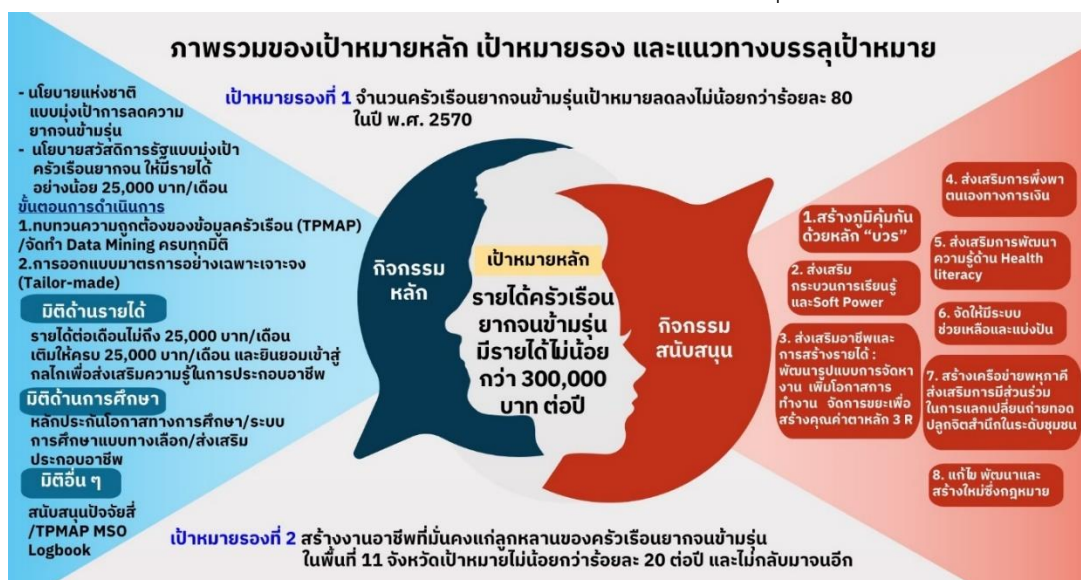 ภาพรวมของเป้าหมายหลัก เป้าหมายรอง และแนวทางบรรลุเป้าหมาย
เป้าหมายรองที่ 1 จำนวนครัวเรือนยากจนข้ามรุ่นเป้าหมายลดลงไม่น้อยกว่าร้อยละ 80
ในปี พ.ศ. 2570
- นโยบายแห่งชาติ
แบบมุ่งเป้าการลดความ
ยากจนข้ามรุ่น
- นโยบายสวัสดิการรัฐแบบมุ่งเป้า
ครัวเรือนยากจน ให้มีรายได้
อย่างน้อย 25,000 บาท/เดือน
ขั้นตอนการดำเนินการ
1.ทบทวนความถูกต้องของข้อมูลครัวเรือน (TPMAP)
/จัดทำ Data Mining ครบทุกมิติ
2.การออกแบบมาตรการอย่างเฉพาะเจาะจง
(Tailor-made)
มิติด้านรายได้
รายได้ต่อเดือนไม่ถึง 25,000 บาท/เดือน
เติมให้ครบ 25,000 บาท/เดือน และยินยอมเข้าสู่
กลไกเพื่อส่งเสริมความรู้ในการประกอบอาชีพ
มิติด้านการศึกษา
หลักประกันโอกาสทางการศึกษา/ระบบ
การศึกษาแบบทางเลือก/ส่งเสริม
ประกอบอาชีพ
มิติอื่น ๆ
สนับสนุนปัจจัยสี่
/TPMAP MSO
Logbook
กิจกรรม
หลัก
เป้าหมายหลัก
รายได้ครัวเรือน
ยากจนข้ามรุ่น
มีรายได้ไม่น้อย
กว่า 300,000
บาท ต่อปี
กิจกรรม
สนับสนุน
1.สร้างภูมิคุ้มกัน
ด้วยหลัก “บวร”
2. ส่งเสริม
กระบวนการเรียนรู้
และSoft Power
3. ส่งเสริมอาชีพและ
การสร้างรายได้ :
พัฒนารูปแบบการจัดหา
งาน เพิ่มโอกาสการ
ทำงาน จัดการขยะเพื่อ
สร้างคุณค่าตาหลัก 3 R
4. ส่งเสริมการพึ่งพา
ตนเองทางการเงิน
5. ส่งเสริมการพัฒนา
ความรู้ด้าน Health
literacy
6. จัดให้มีระบบ
ช่วยเหลือและแบ่งปัน
7. สร้างเครือข่ายพหุภาคี
ส่งเสริมการมีส่วนร่วม
ในการแลกเปลี่ยนถ่ายทอด
ปลูกจิตสำนึกในระดับชุมชน
8. แก้ไข พัฒนาและ
สร้างใหม่ซึ่งกฎหมาย
เป้าหมายรองที่ 2 สร้างงานอาชีพที่มั่นคงแก่ลูกหลานของครัวเรือนยากจนข้ามรุ่น
ในพื้นที่ 11 จังหวัดเป้าหมายไม่น้อยกว่าร้อยละ 20 ต่อปี และไม่กลับมาจนอีก